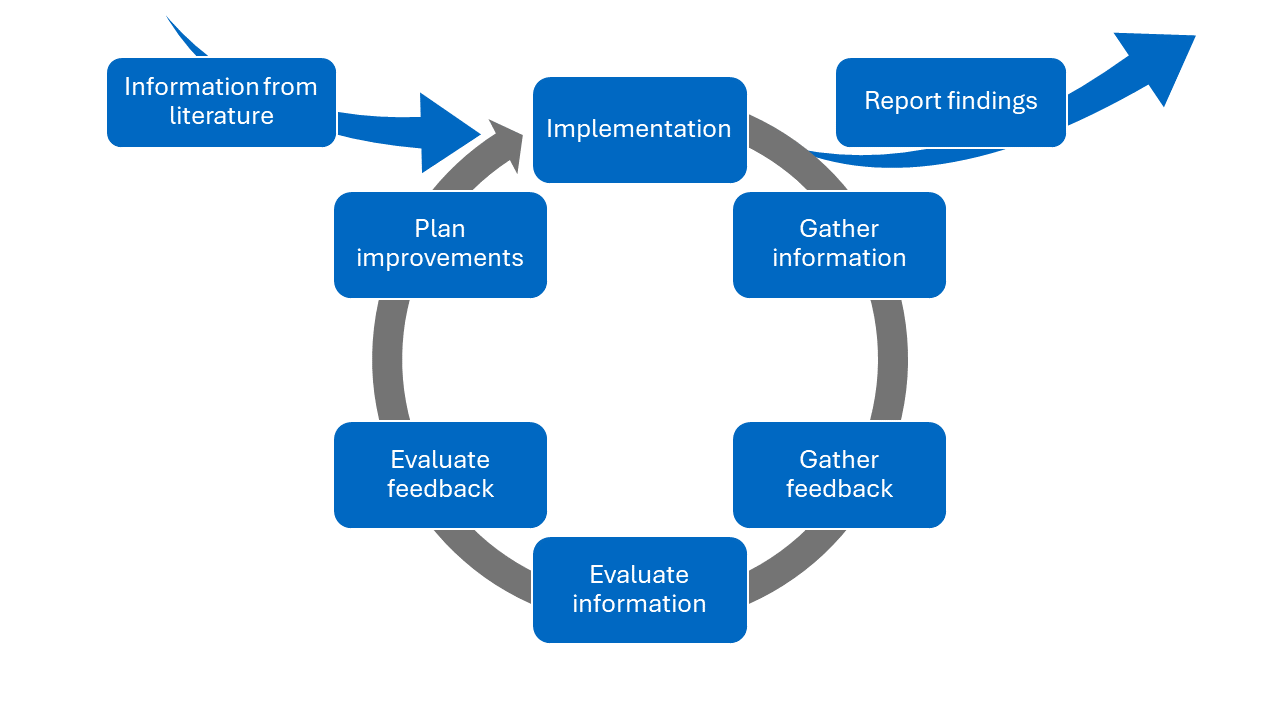 Information from
literature
Implementation
Report findings
Plan
improvements
Gather
information
Evaluate
feedback
Gather
feedback
Evaluate
information